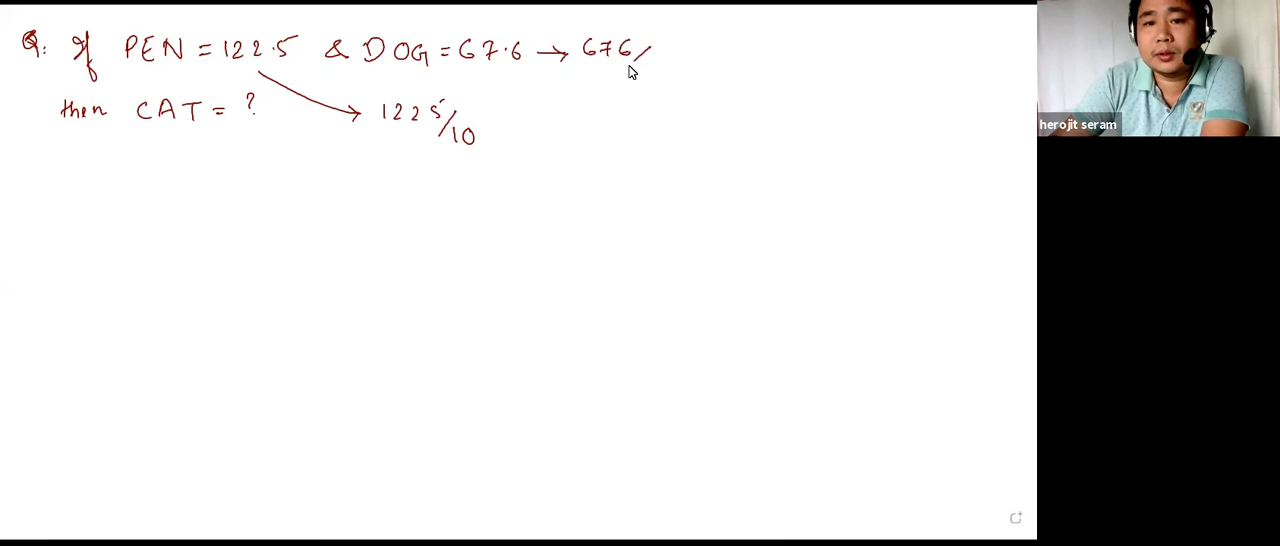 Q: If PEN = 122.5 & DOG = 67.6 → 676/
then CAT = ? → 1225/10
herojit seram